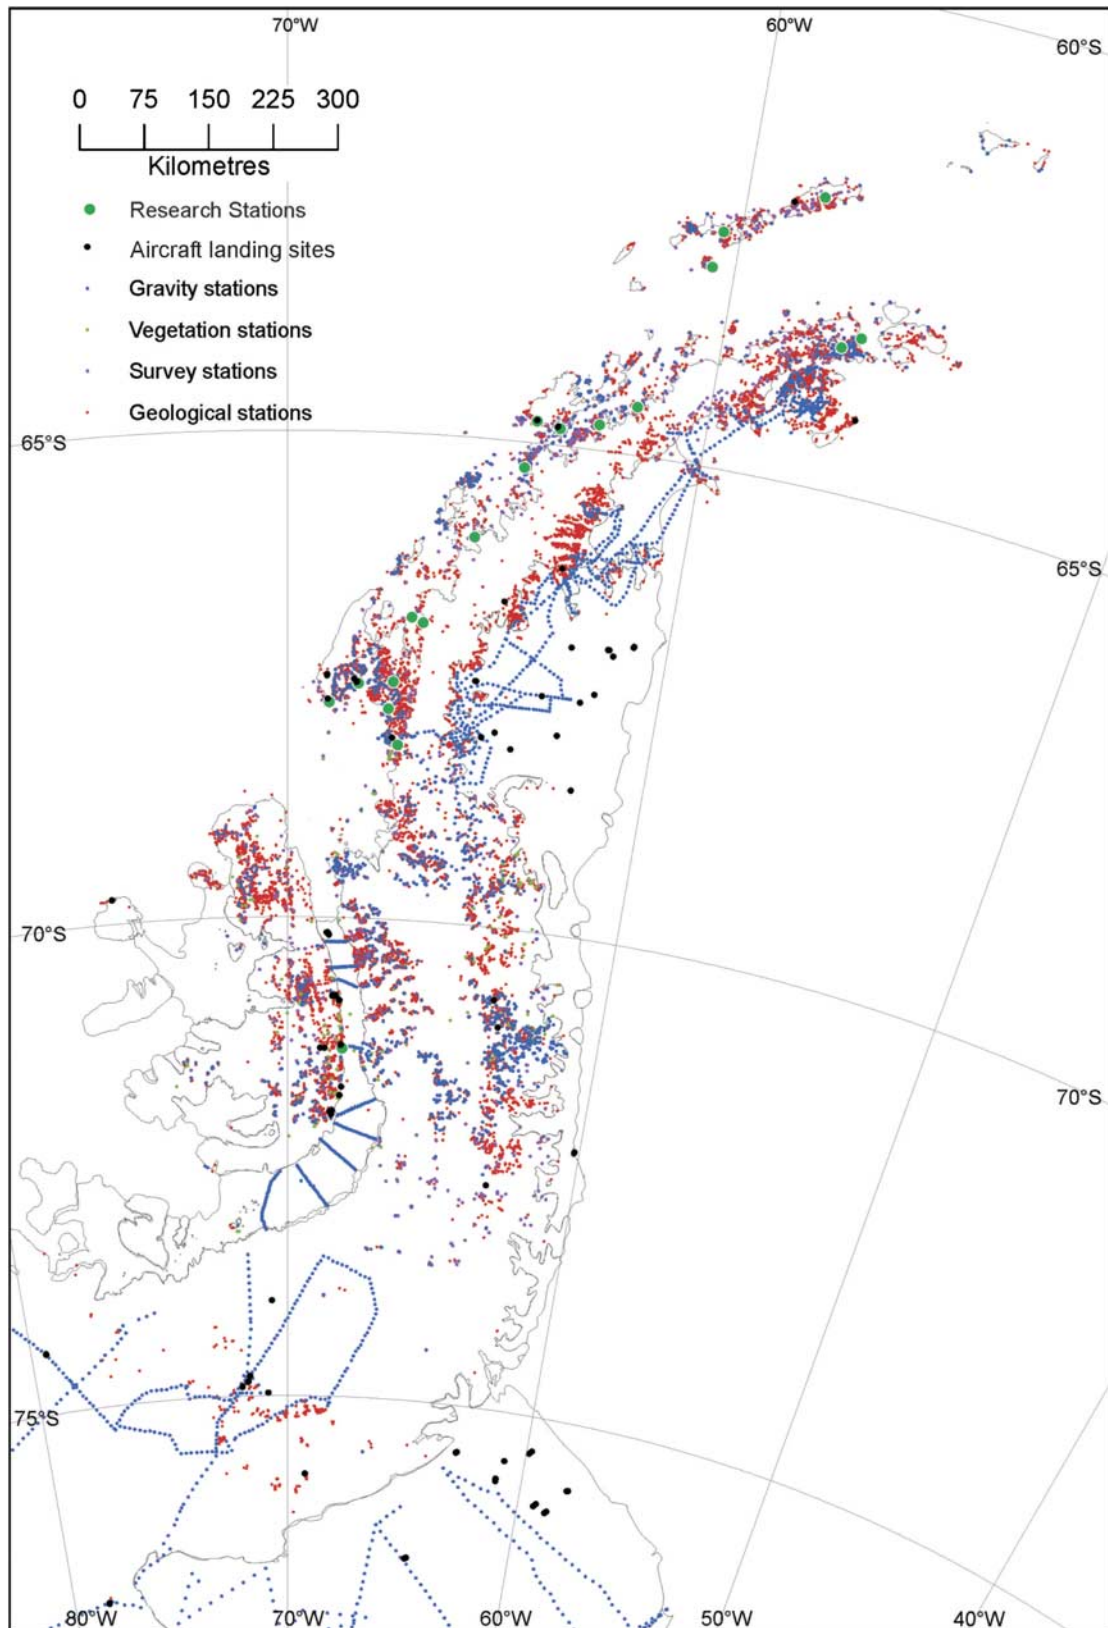 70°W
60°W
60°S
0 75 150 225 300
Kilometres
Research Stations
Aircraft landing sites
Gravity stations
Vegetation stations
Survey stations
Geological stations
65°S
65°S
70°S
70°S
75°S
80°W
70°W
60°W
50°W
40°W